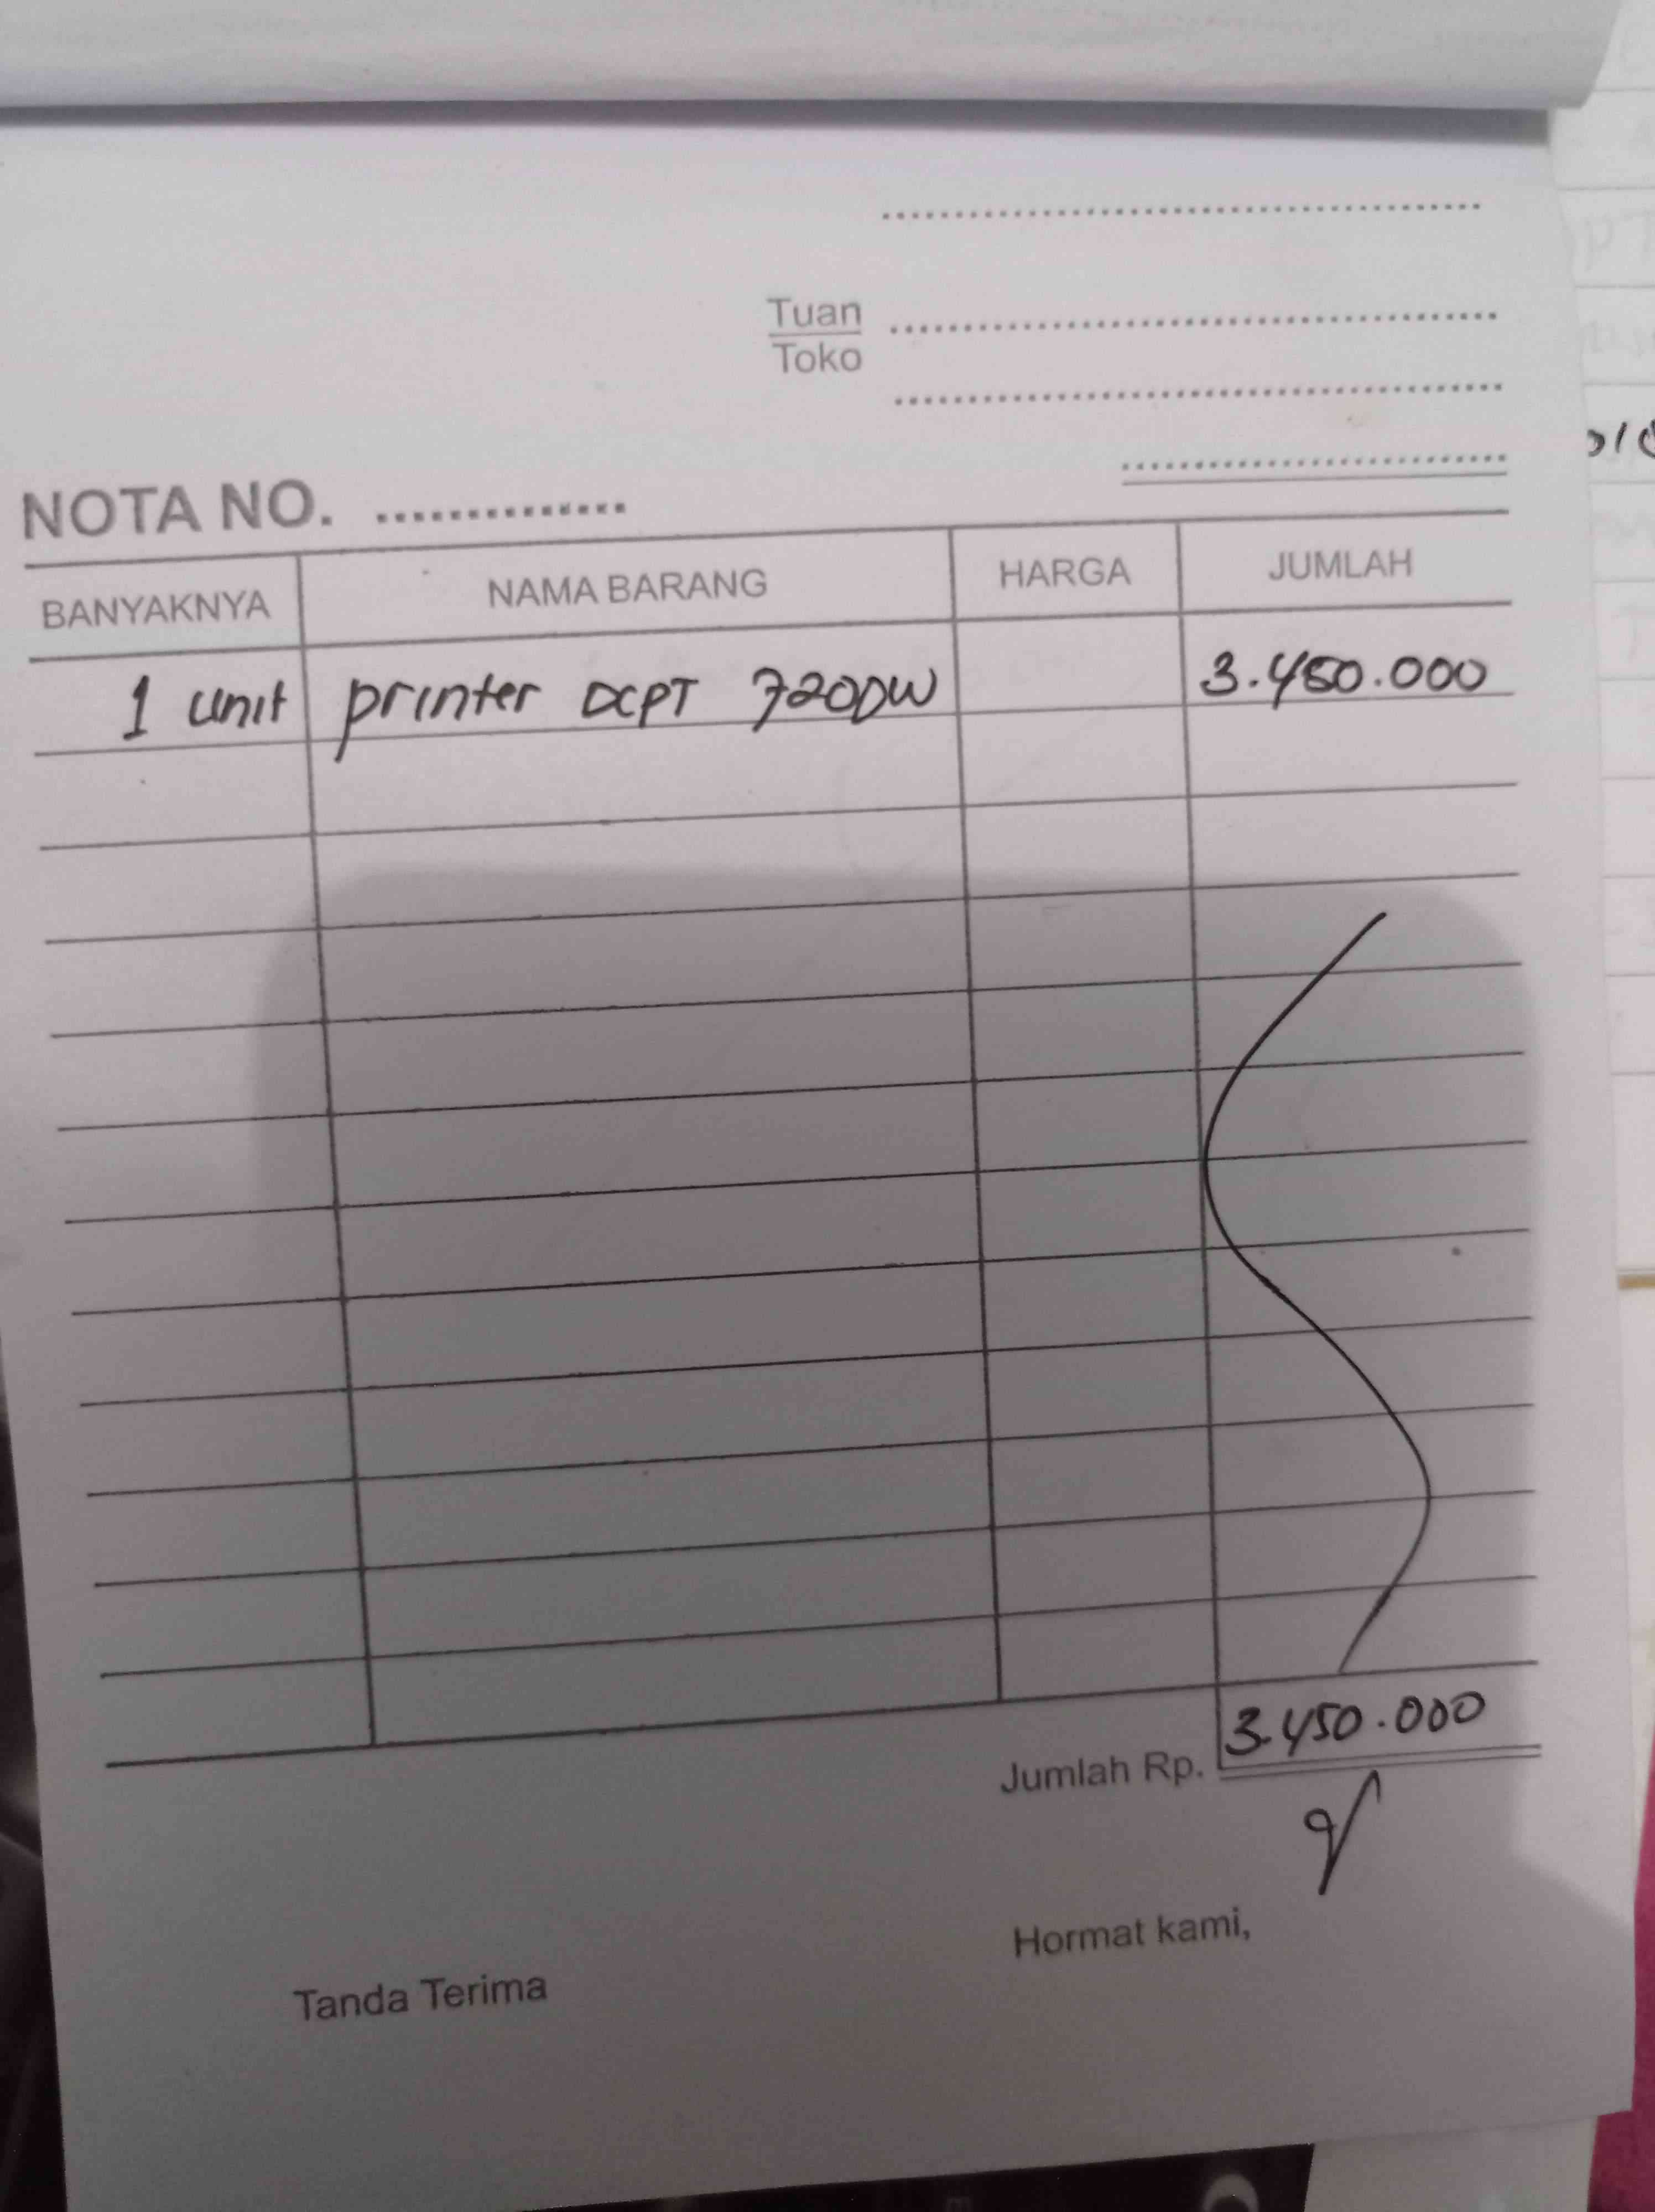 Tuan
Toko
NOTA NO.
BANYAKNYA NAMA BARANG HARGA JUMLAH
1 unit printer DCPT 720DW 3.450.000
Jumlah Rp. 3.450.000
Tanda Terima Hormat kami,